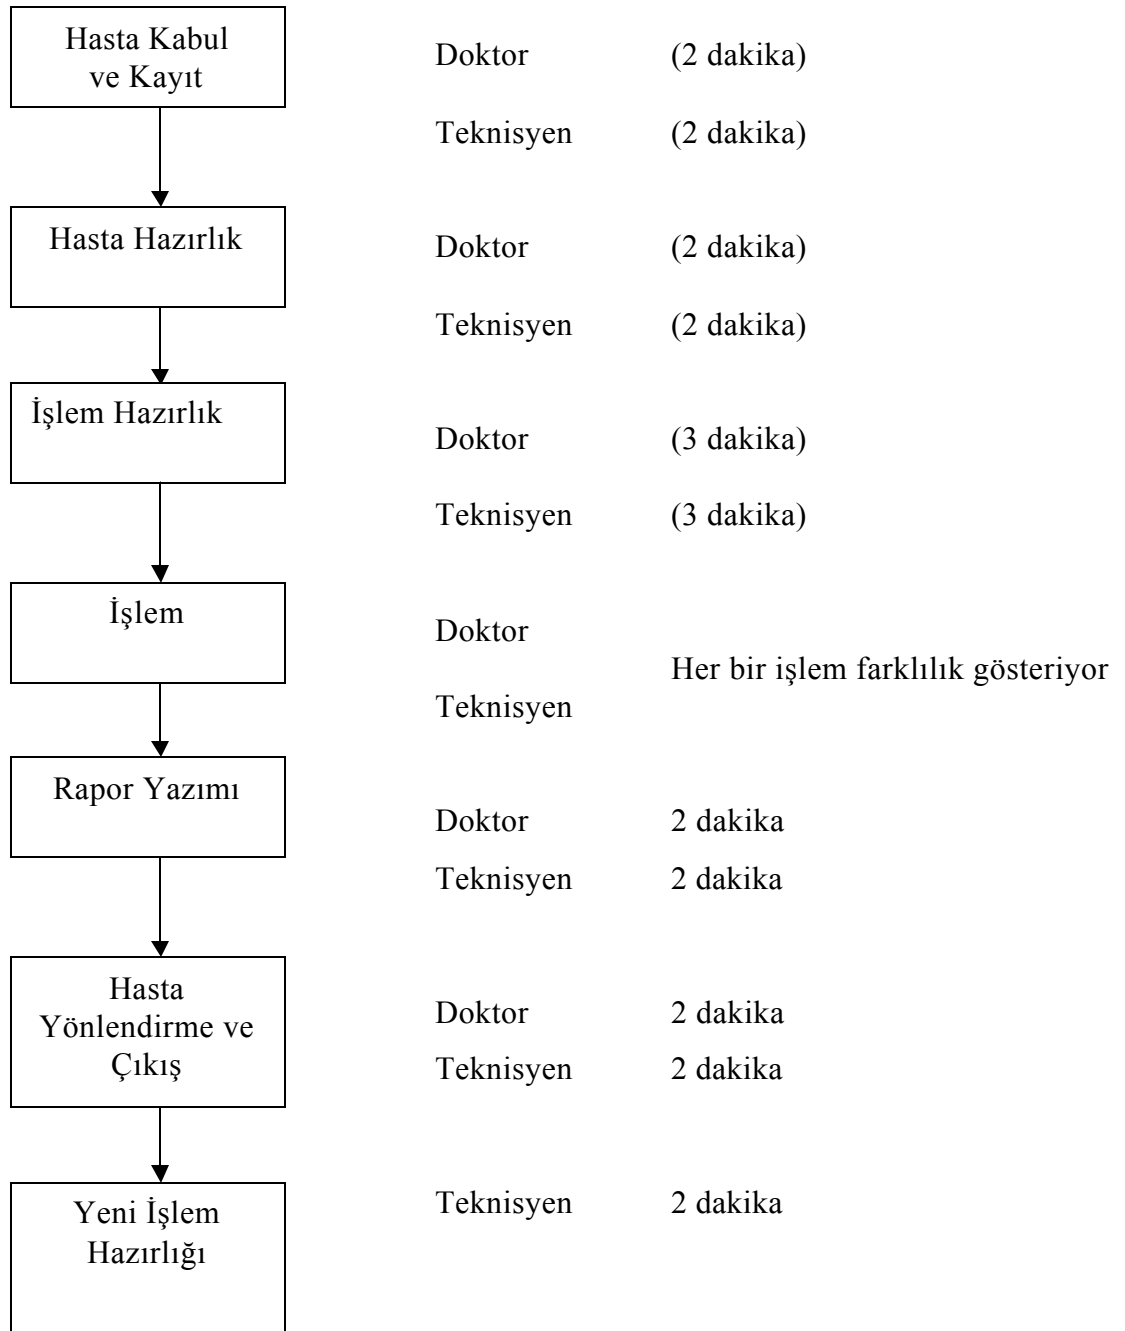 Hasta Kabul
ve Kayıt
Doktor (2 dakika)
Teknisyen (2 dakika)
Hasta Hazırlık
Doktor (2 dakika)
Teknisyen (2 dakika)
İşlem Hazırlık
Doktor (3 dakika)
Teknisyen (3 dakika)
İşlem
Doktor
Her bir işlem farklılık gösteriyor
Teknisyen
Rapor Yazımı
Doktor 2 dakika
Teknisyen 2 dakika
Hasta
Yönlendirme ve
Çıkış
Doktor 2 dakika
Teknisyen 2 dakika
Yeni İşlem
Hazırlığı
Teknisyen 2 dakika